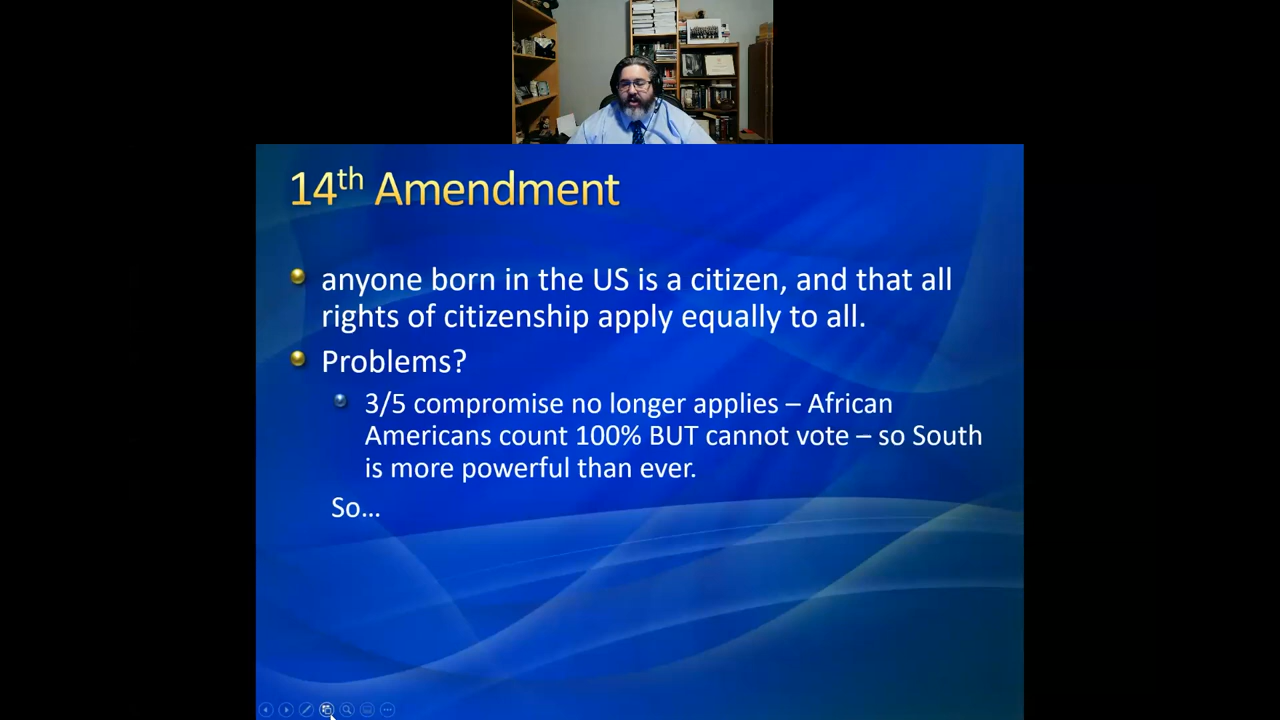 14th Amendment
anyone born in the US is a citizen, and that all
rights of citizenship apply equally to all.
Problems?
3/5 compromise no longer applies – African
Americans count 100% BUT cannot vote – so South
is more powerful than ever.
So…